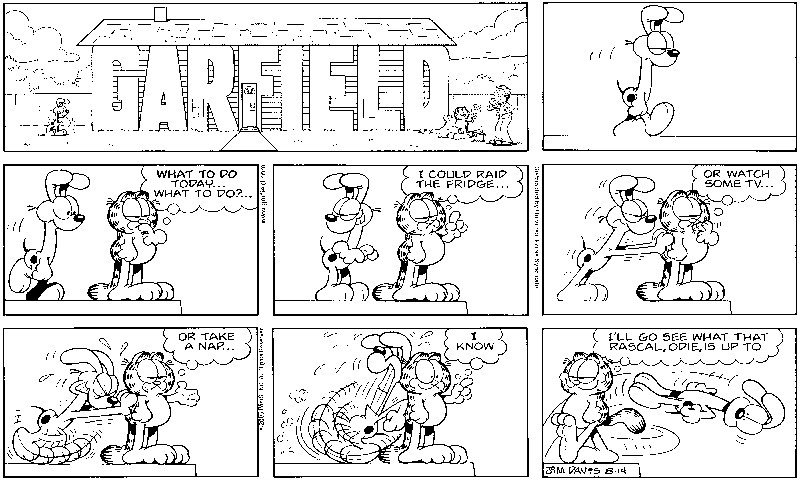 GARFIELD
WHAT TO DO
TODAY...
WHAT TO DO?...
I COULD RAID
THE FRIDGE...
OR WATCH
SOME TV...
OR TAKE
A NAP...
I
KNOW
I'LL GO SEE WHAT THAT
RASCAL, ODIE, IS UP TO
JIM DAVIS 8-14